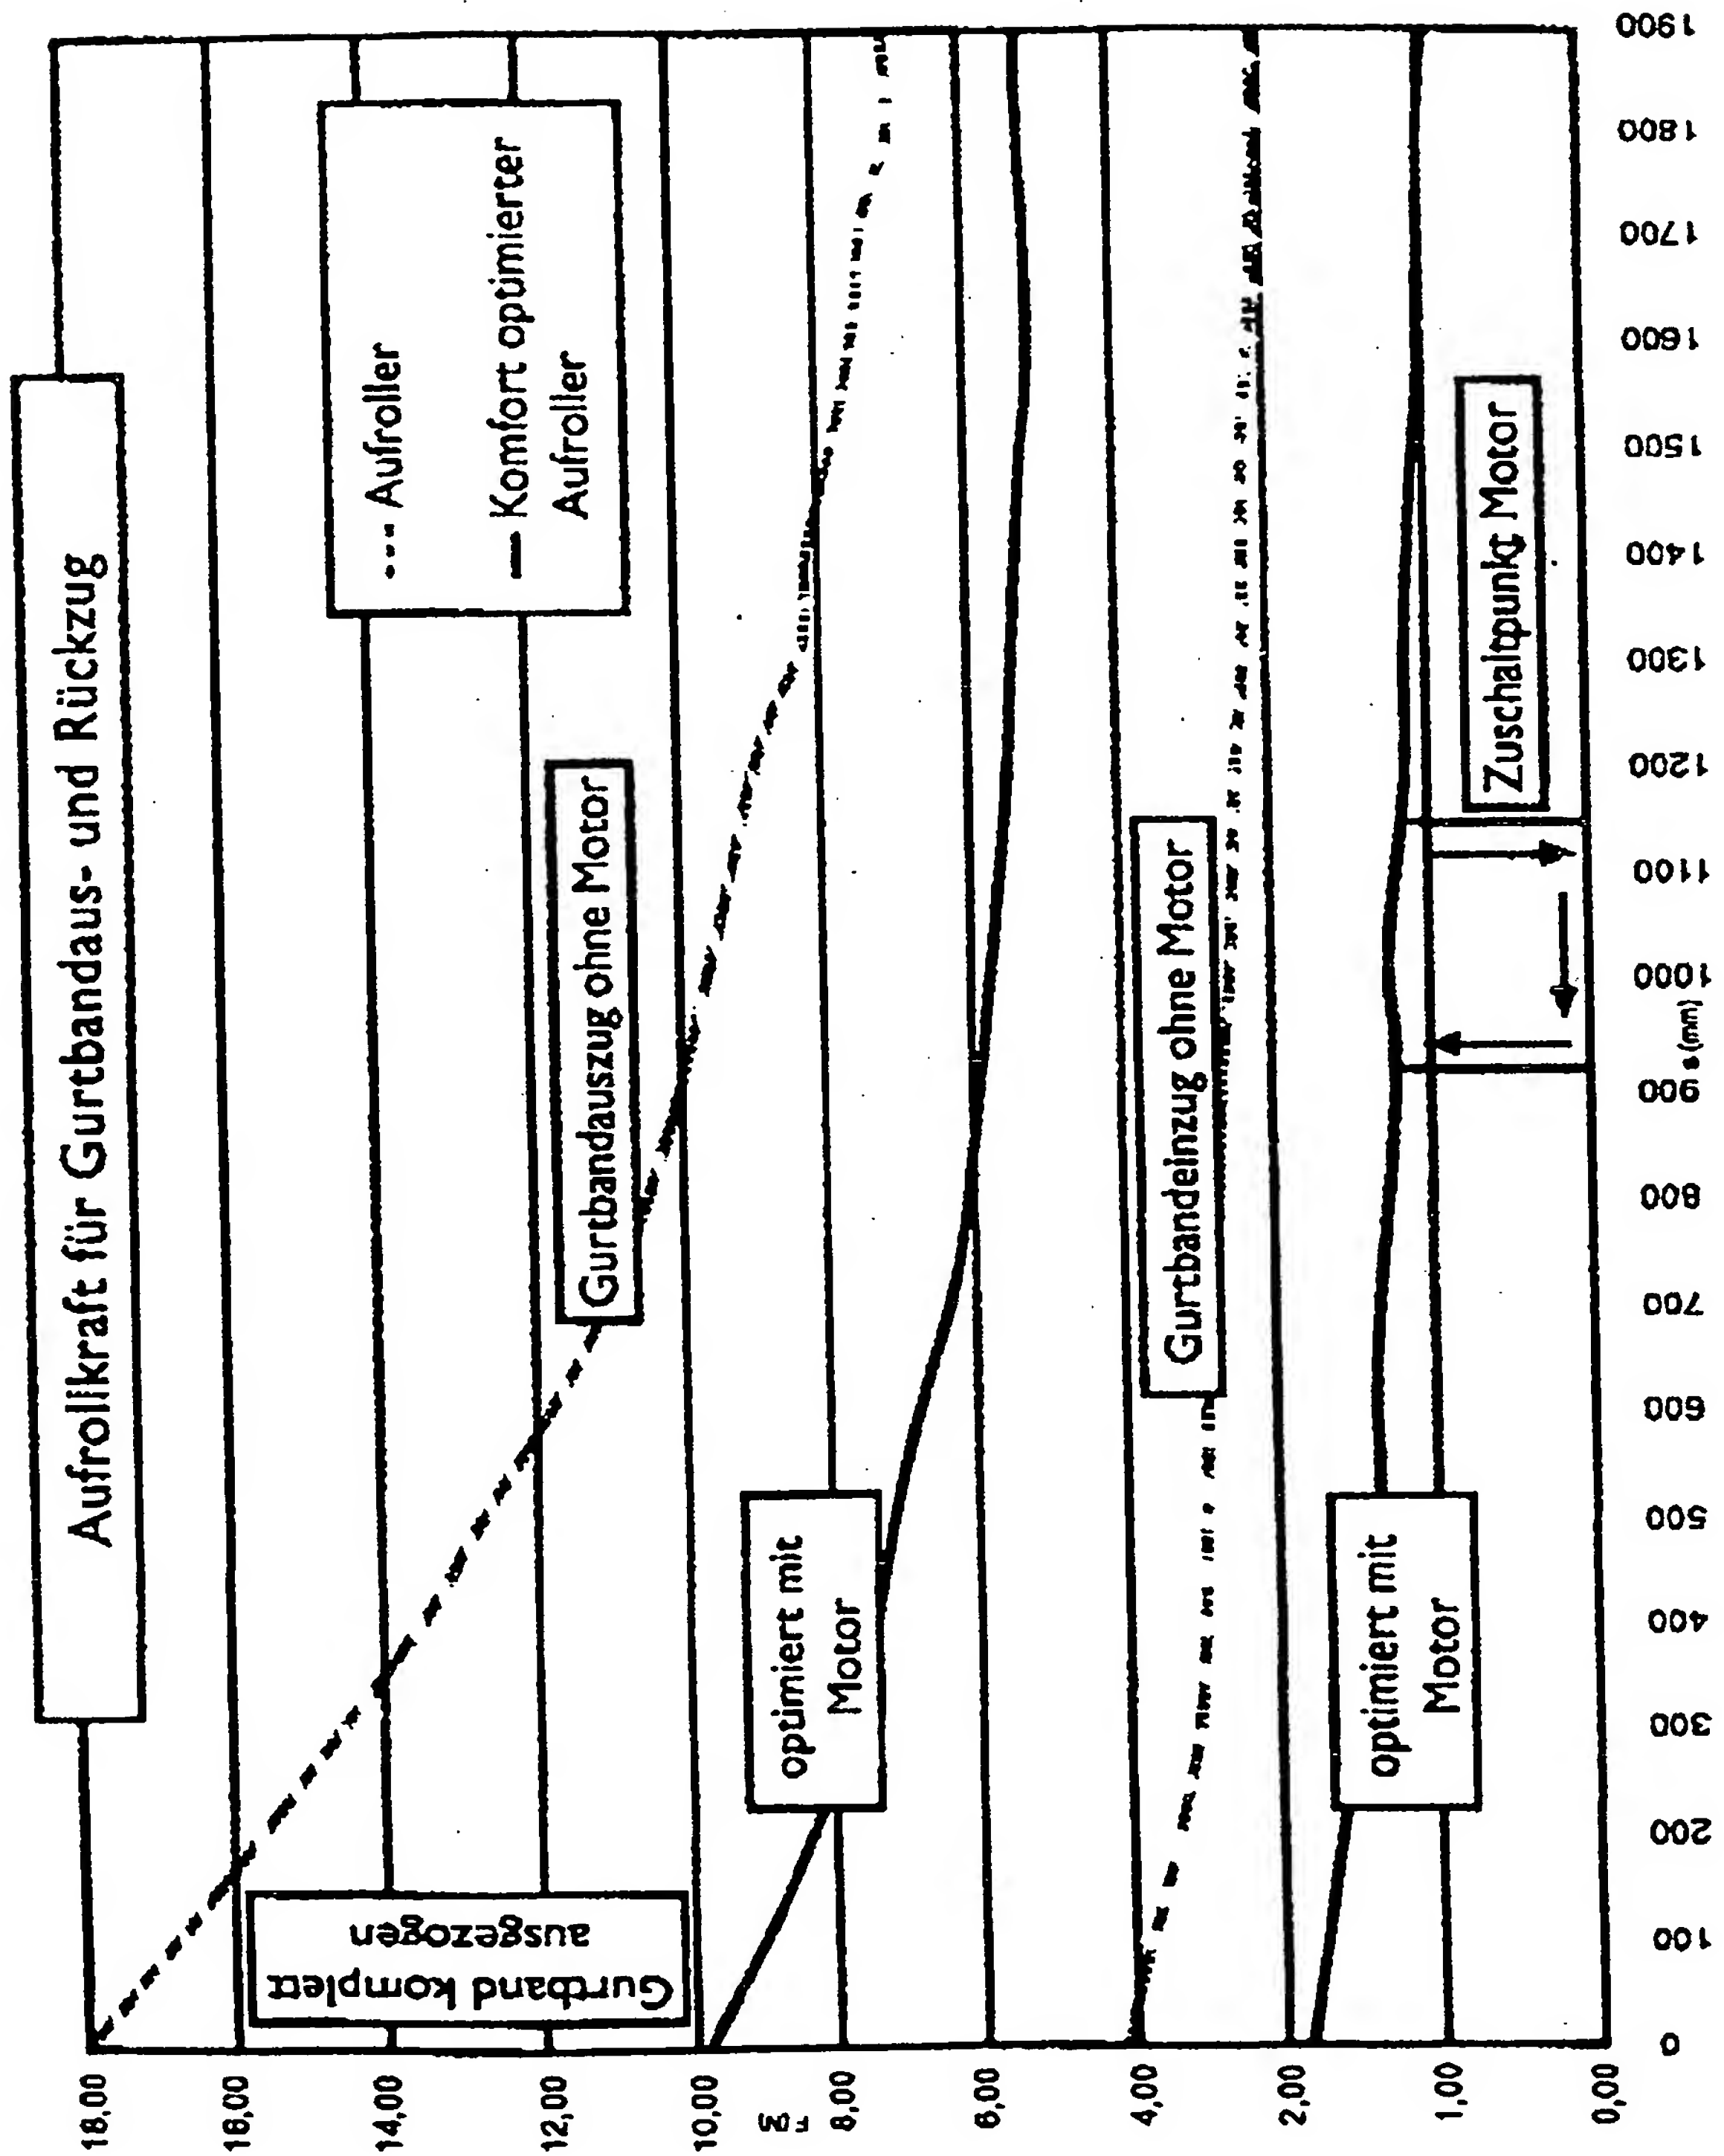 Aufrollkraft für Gurtbandaus- und Rückzug
--- Aufroller
— Komfort optimierter
Aufroller
Gurtband komplett
ausgezogen
Gurtbandauszug ohne Motor
optimiert mit
Motor
Gurtbandeinzug ohne Motor
optimiert mit
Motor
Zuschaltpunkt Motor
18,00
16,00
14,00
12,00
10,00
8,00
6,00
4,00
2,00
1,00
0,00
0
100
200
300
400
500
600
700
800
900
1000
1100
1200
1300
1400
1500
1600
1700
1800
1900
s (mm)